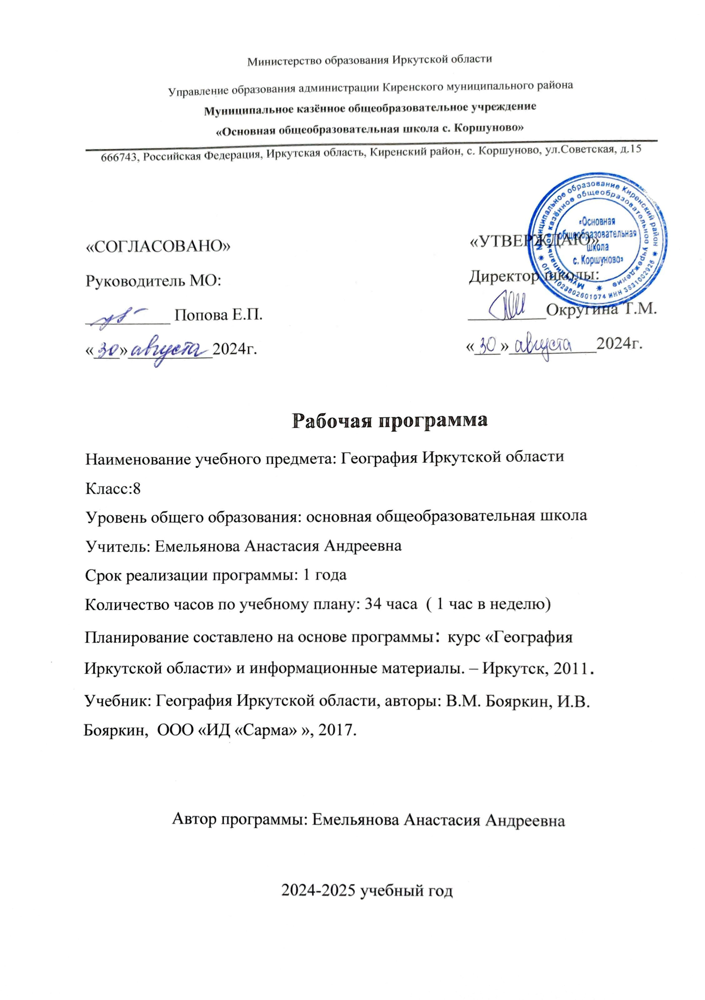 Министерство образования Иркутской области
Управление образования администрации Киренского муниципального района
Муниципальное казённое общеобразовательное учреждение
«Основная общеобразовательная школа с. Коршуново»
666743, Российская Федерация, Иркутская область, Киренский район, с. Коршуново, ул.Советская, д.15
Муниципальное образование Киренский район
ОГРН 1023802601074 ИНН 3831002926
Муниципальное казённое общеобразовательное учреждение
«Основная
общеобразовательная
школа
с. Коршуново»
«СОГЛАСОВАНО» «УТВЕРЖДАЮ»
Руководитель МО: Директор школы:
Попова Е.П. Округина Т.М.
«30» августа 2024г. «30» августа 2024г.
Рабочая программа
Наименование учебного предмета: География Иркутской области
Класс:8
Уровень общего образования: основная общеобразовательная школа
Учитель: Емельянова Анастасия Андреевна
Срок реализации программы: 1 года
Количество часов по учебному плану: 34 часа ( 1 час в неделю)
Планирование составлено на основе программы: курс «География
Иркутской области» и информационные материалы. – Иркутск, 2011.
Учебник: География Иркутской области, авторы: В.М. Бояркин, И.В.
Бояркин, ООО «ИД «Сарма» », 2017.
Автор программы: Емельянова Анастасия Андреевна
2024-2025 учебный год